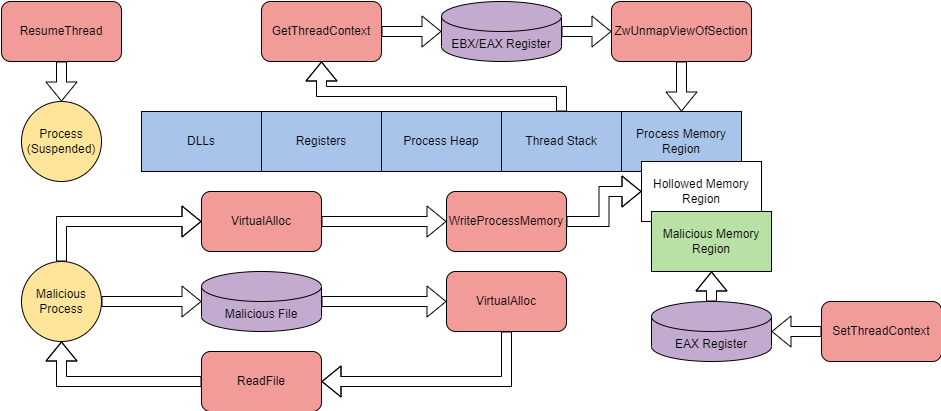 ResumeThread
GetThreadContext
EBX/EAX Register
ZwUnmapViewOfSection
Process
(Suspended)
DLLs
Registers
Process Heap
Thread Stack
Process Memory
Region
Hollowed Memory
Region
VirtualAlloc
WriteProcessMemory
Malicious Memory
Region
Malicious
Process
Malicious File
VirtualAlloc
EAX Register
SetThreadContext
ReadFile